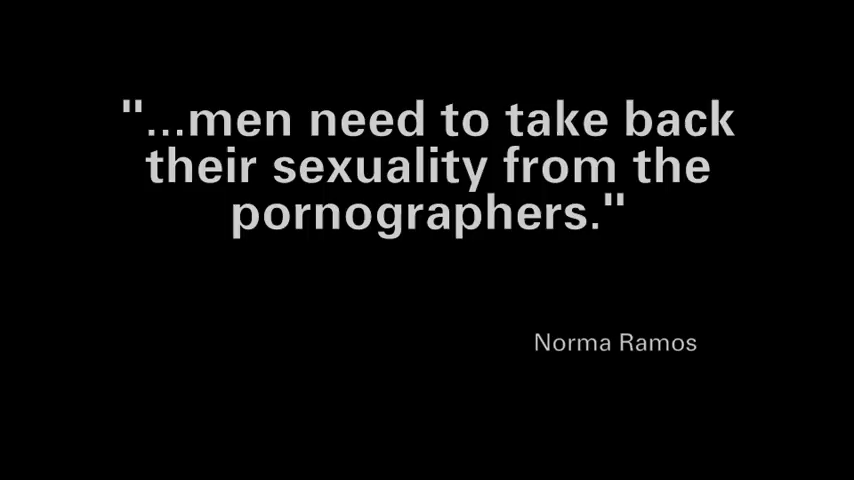 "...men need to take back
their sexuality from the
pornographers."
Norma Ramos